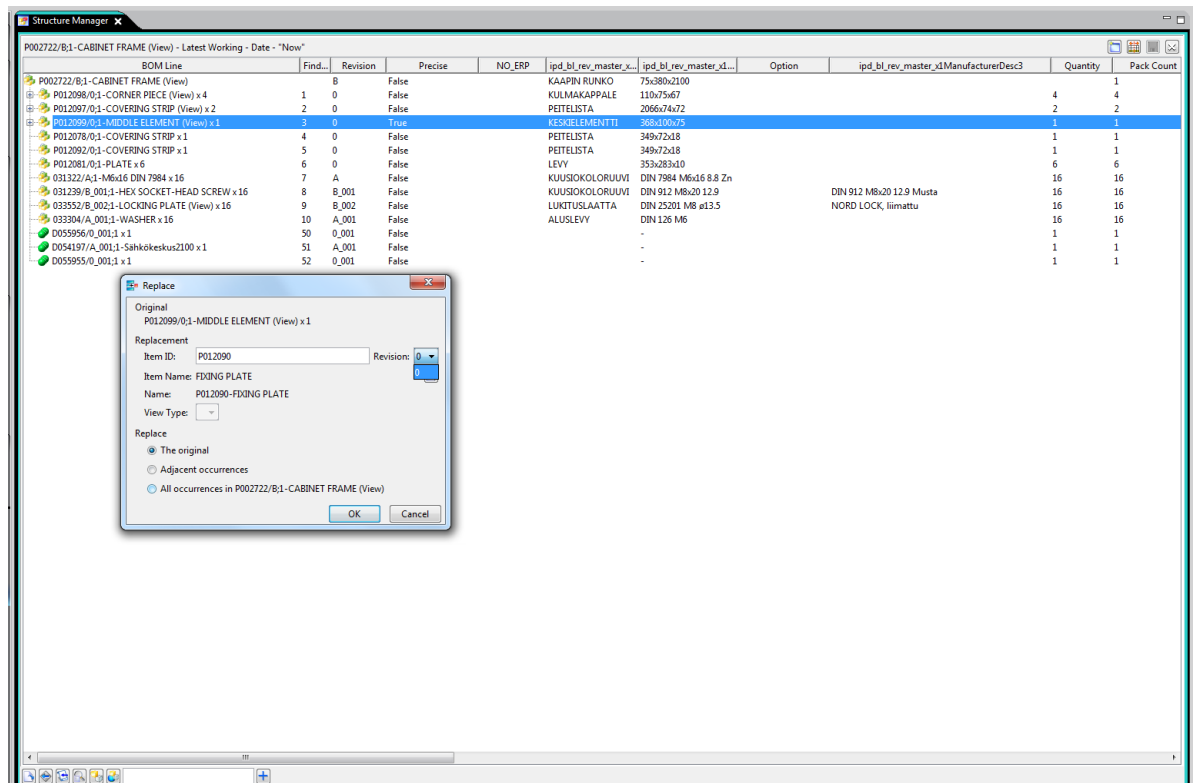 Structure Manager
P002722/B;1-CABINET FRAME (View) - Latest Working - Date - "Now"
BOM Line Find... Revision Precise NO_ERP ipd_bl_rev_master_x... ipd_bl_rev_master_x1... Option ipd_bl_rev_master_x1ManufacturerDesc3 Quantity Pack Count
P002722/B;1-CABINET FRAME (View) B False KAAPIN RUNKO 75x380x2100 1
P012098/0;1-CORNER PIECE (View) x 4 1 0 False KULMAKAPPALE 110x75x67 4 4
P012097/0;1-COVERING STRIP (View) x 2 2 0 False PEITELISTA 2066x74x72 2 2
P012099/0;1-MIDDLE ELEMENT (View) x 1 3 0 True KESKIELEMENTTI 368x100x75 1 1
P012078/0;1-COVERING STRIP x 1 4 0 False PEITELISTA 349x72x18 1 1
P012092/0;1-COVERING STRIP x 1 5 0 False PEITELISTA 349x72x18 1 1
P012081/0;1-PLATE x 6 6 0 False LEVY 353x283x10 6 6
031322/A;1-M6x16 DIN 7984 x 16 7 A False KUUSIOKOLORUUVI DIN 7984 M6x16 8.8 Zn 16 16
031239/B_001;1-HEX SOCKET-HEAD SCREW x 16 8 B_001 False KUUSIOKOLORUUVI DIN 912 M8x20 12.9 DIN 912 M8x20 12.9 Musta 16 16
033552/B_002;1-LOCKING PLATE (View) x 16 9 B_002 False LUKITUSLAATTA DIN 25201 M8 ø13.5 NORD LOCK, liimattu 16 16
033304/A_001;1-WASHER x 16 10 A_001 False ALUSLEVY DIN 126 M6 16 16
D055956/0_001;1 x 1 50 0_001 False - 1 1
D054197/A_001;1-Sähkökeskus2100 x 1 51 A_001 False 1 1
D055955/0_001;1 x 1 52 0_001 False - 1 1
Replace
Original
P012099/0;1-MIDDLE ELEMENT (View) x 1
Replacement
Item ID: P012090 Revision: 0
0
Item Name: FIXING PLATE
Name: P012090-FIXING PLATE
View Type:
Replace
The original
Adjacent occurrences
All occurrences in P002722/B;1-CABINET FRAME (View)
OK Cancel